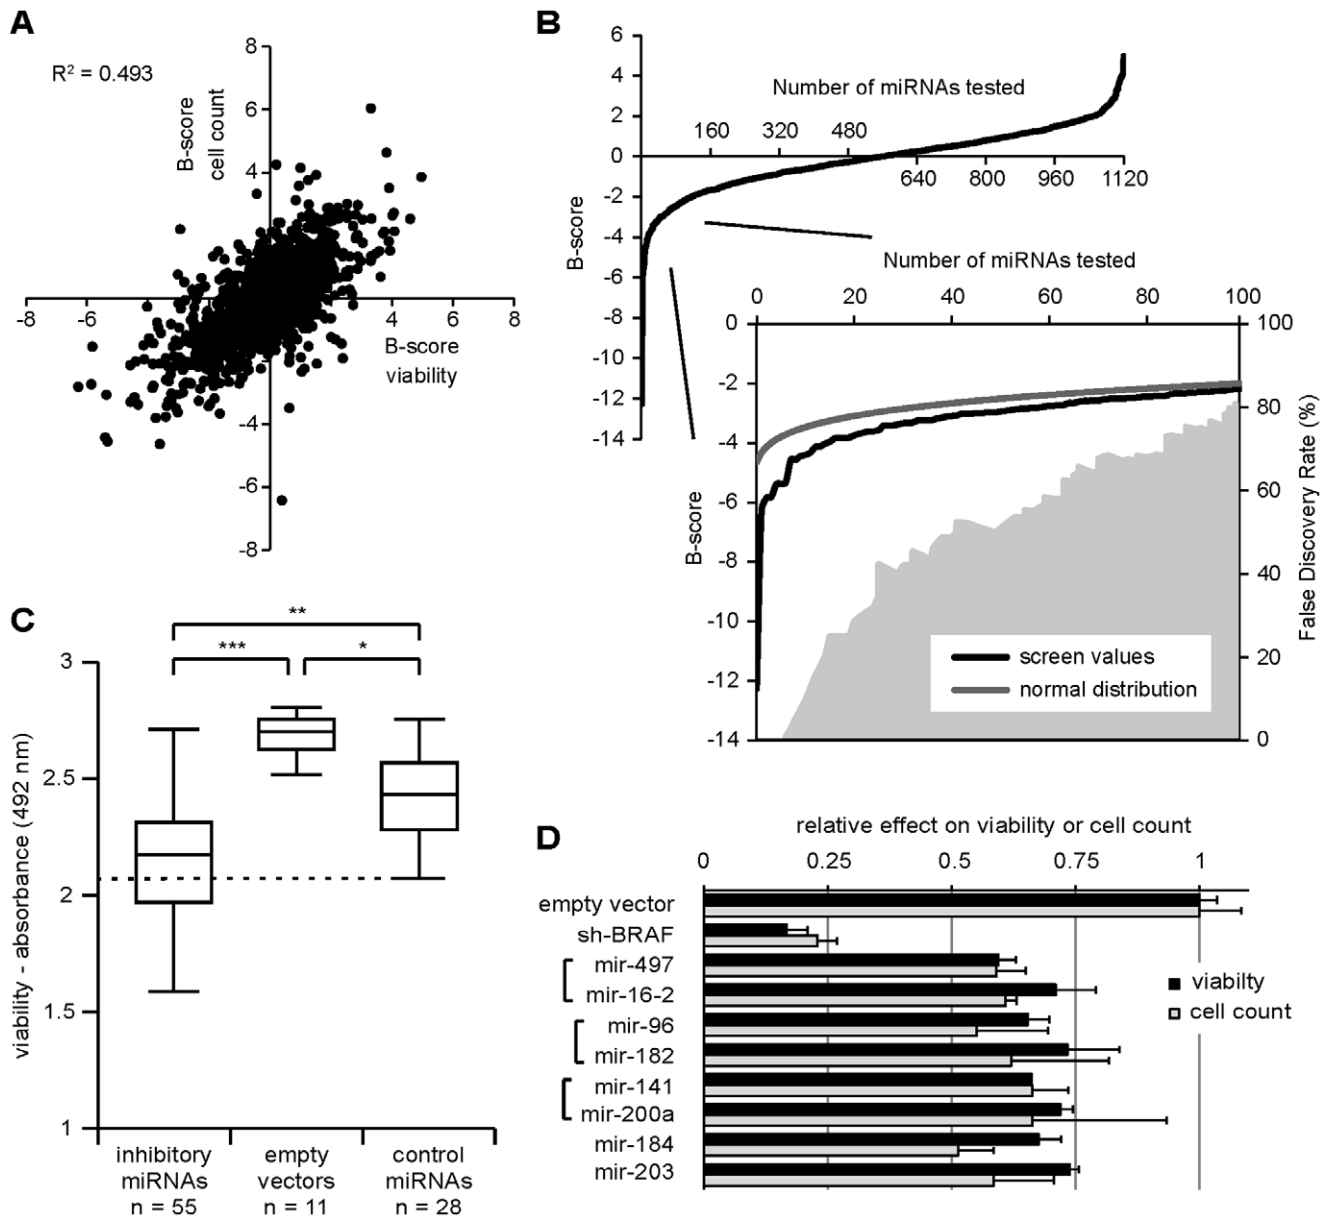 A
R² = 0.493
B-score
cell count
8
6
4
-8
-6
4
6
8
B-score
viability
-4
-6
-8
B
6
4
2
0
-2
-4
-6
-8
-10
-12
-14
B-score
Number of miRNAs tested
160
320
480
640
800
960
1120
Number of miRNAs tested
0
20
40
60
80
100
0
-2
-4
-6
-8
-10
-12
-14
B-score
100
80
60
40
20
0
False Discovery Rate (%)
screen values
normal distribution
C
**
***
*
3
2.5
2
1.5
1
viability - absorbance (492 nm)
inhibitory
miRNAs
n = 55
empty
vectors
n = 11
control
miRNAs
n = 28
D
relative effect on viability or cell count
0
0.25
0.5
0.75
1
empty vector
sh-BRAF
mir-497
mir-16-2
mir-96
mir-182
mir-141
mir-200a
mir-184
mir-203
viabilty
cell count